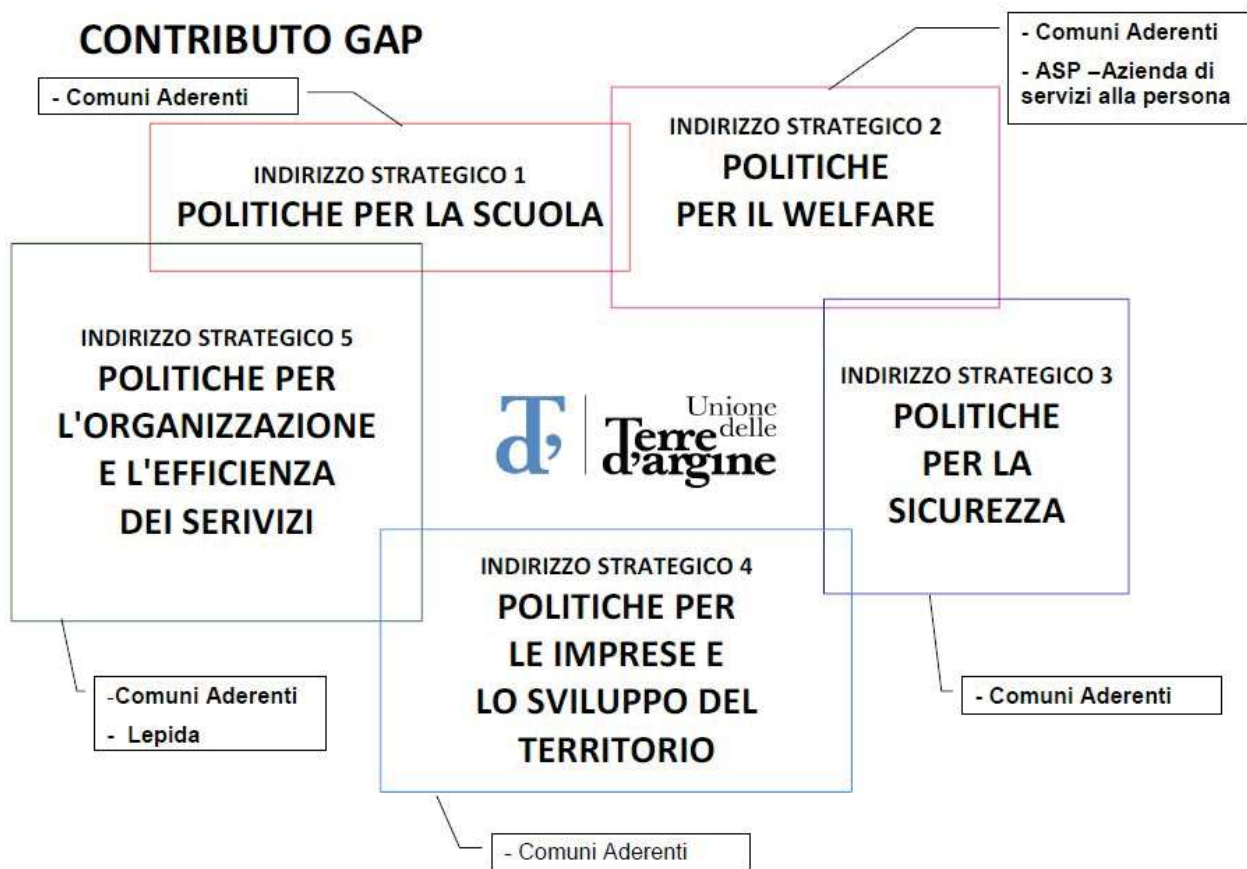 CONTRIBUTO GAP
- Comuni Aderenti
- Comuni Aderenti
- ASP –Azienda di
servizi alla persona
INDIRIZZO STRATEGICO 1
POLITICHE PER LA SCUOLA
INDIRIZZO STRATEGICO 2
POLITICHE
PER IL WELFARE
INDIRIZZO STRATEGICO 5
POLITICHE PER
L'ORGANIZZAZIONE
E L'EFFICIENZA
DEI SERIVIZI
Td'
Unione
delle
Terre
d'argine
INDIRIZZO STRATEGICO 3
POLITICHE
PER LA
SICUREZZA
INDIRIZZO STRATEGICO 4
POLITICHE PER
LE IMPRESE E
LO SVILUPPO DEL
TERRITORIO
-Comuni Aderenti
- Lepida
- Comuni Aderenti
- Comuni Aderenti